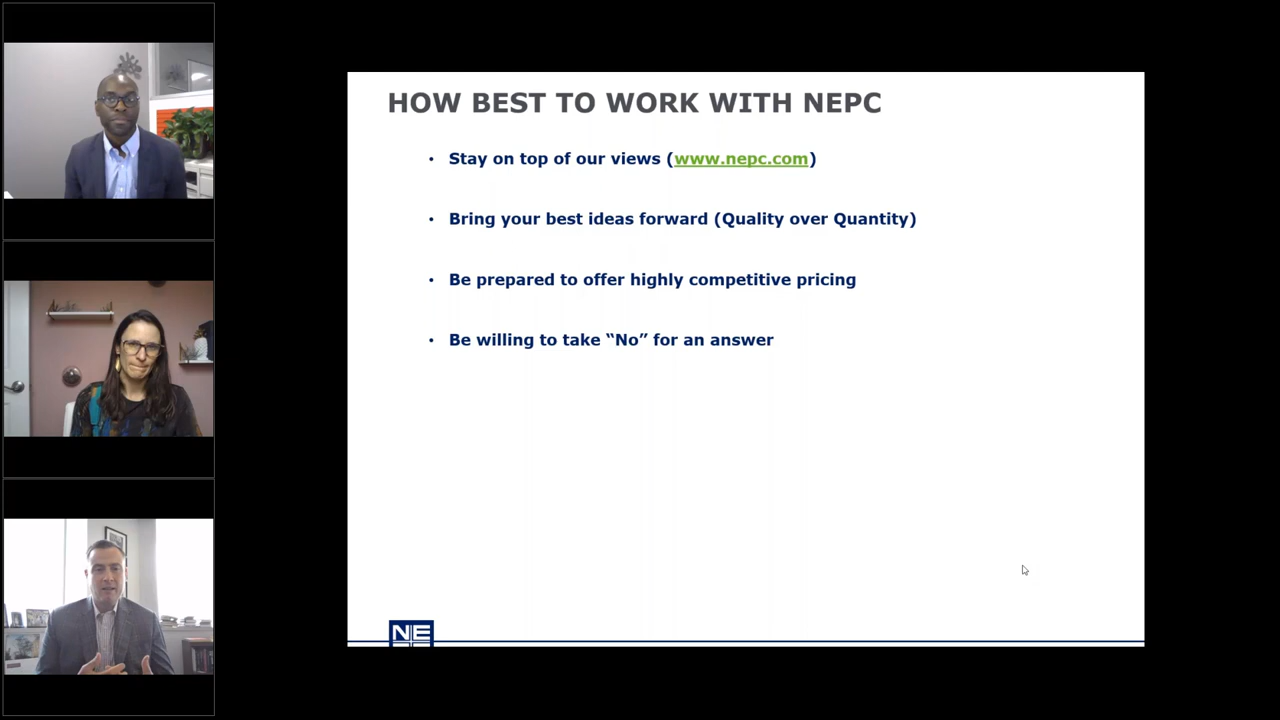 HOW BEST TO WORK WITH NEPC
• Stay on top of our views (www.nepc.com)
• Bring your best ideas forward (Quality over Quantity)
• Be prepared to offer highly competitive pricing
• Be willing to take “No” for an answer
NE